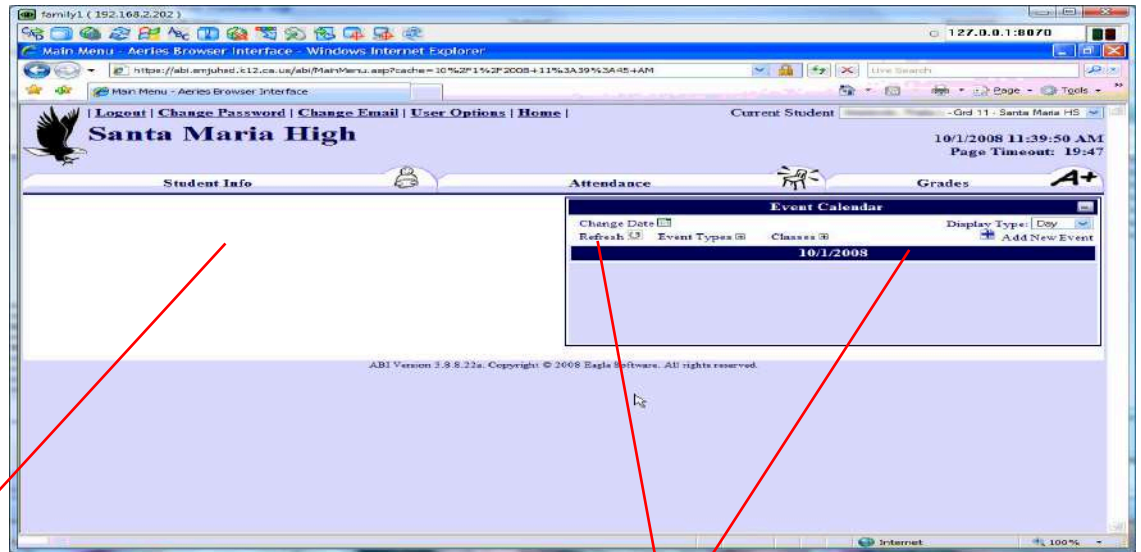 family1 ( 192.168.2.202 )
127.0.0.1:8070
Main Menu - Aeries Browser Interface - Windows Internet Explorer
https://abi.smjuhsd.k12.ca.us/abi/MainMenu.asp?cache=10%2F1%2F2008+11%3A39%3A45+AM
Live Search
Main Menu - Aeries Browser Interface
Page
Tools
| Logout | Change Password | Change Email | User Options | Home |
Current Student
- Grd 11 - Santa Maria HS
Santa Maria High
10/1/2008 11:39:50 AM
Page Timeout: 19:47
Student Info
Attendance
Grades
A+
Event Calendar
Change Date
Display Type: Day
Refresh
Event Types
Classes
Add New Event
10/1/2008
ABI Version 3.8.8.22a. Copyright © 2008 Eagle Software. All rights reserved.
Internet
100%